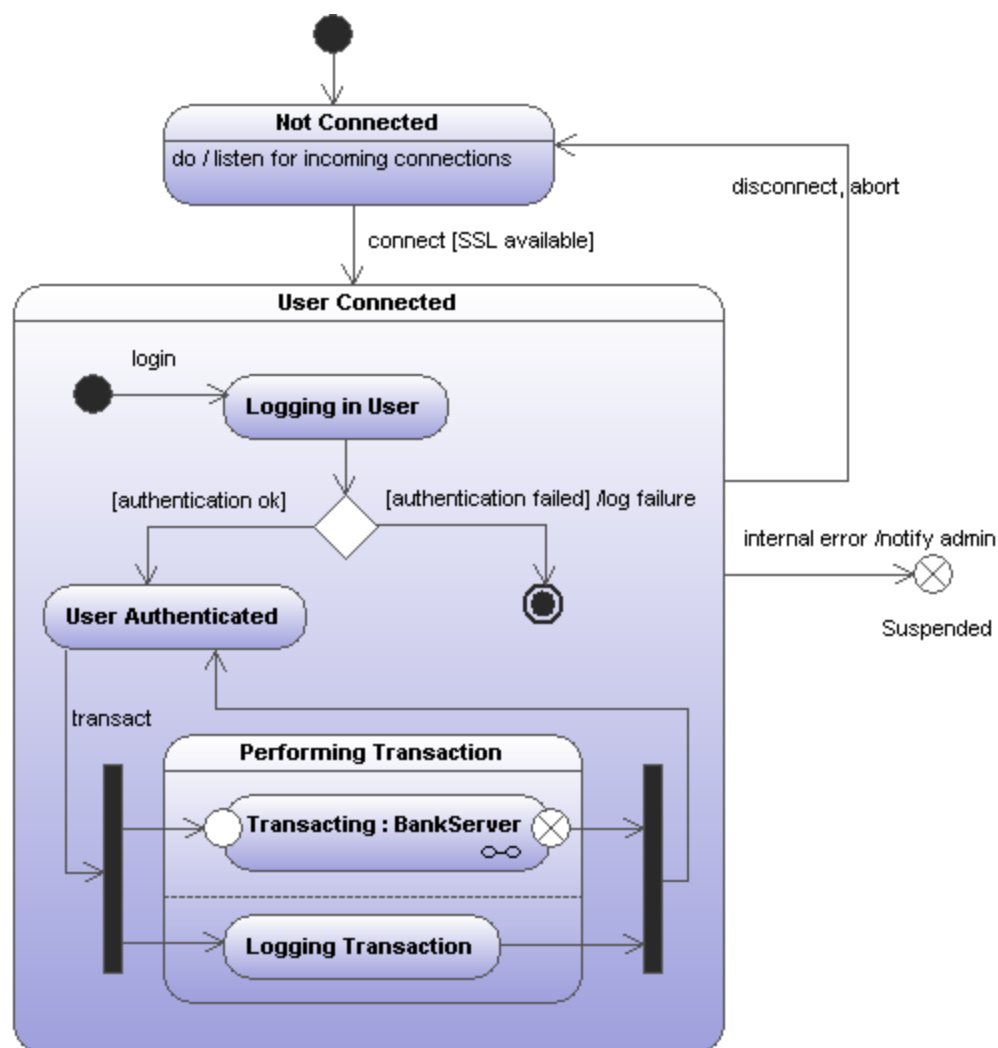 Not Connected
do / listen for incoming connections
disconnect, abort
connect [SSL available]
User Connected
login
Logging in User
[authentication ok]
[authentication failed] /log failure
internal error /notify admin
User Authenticated
Suspended
transact
Performing Transaction
Transacting : BankServer
Logging Transaction